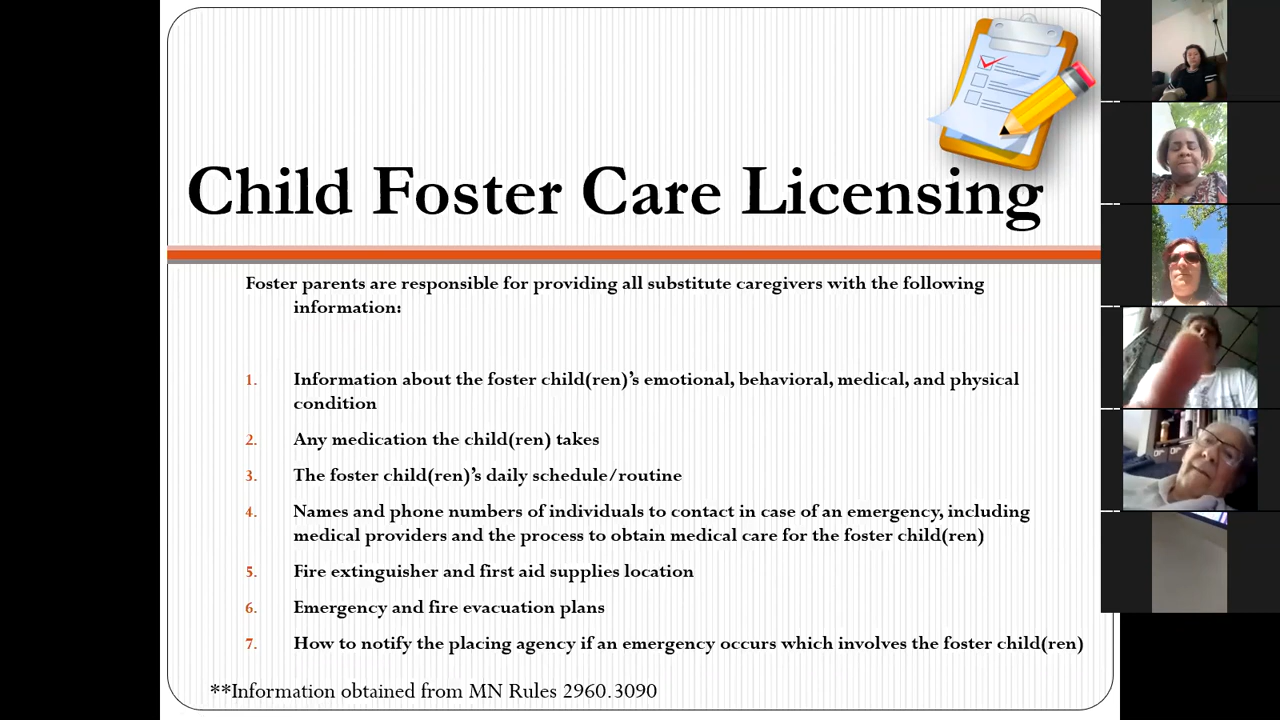 Child Foster Care Licensing
Foster parents are responsible for providing all substitute caregivers with the following
information:
1. Information about the foster child(ren)’s emotional, behavioral, medical, and physical
condition
2. Any medication the child(ren) takes
3. The foster child(ren)’s daily schedule/routine
4. Names and phone numbers of individuals to contact in case of an emergency, including
medical providers and the process to obtain medical care for the foster child(ren)
5. Fire extinguisher and first aid supplies location
6. Emergency and fire evacuation plans
7. How to notify the placing agency if an emergency occurs which involves the foster child(ren)
**Information obtained from MN Rules 2960.3090